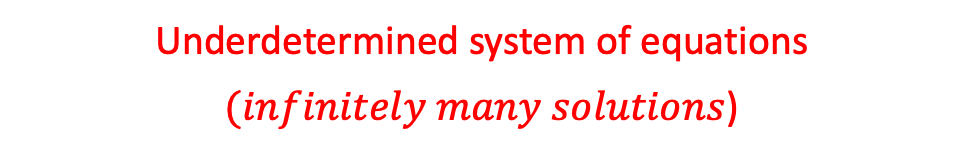 Underdetermined system of equations
(infinitely many solutions)